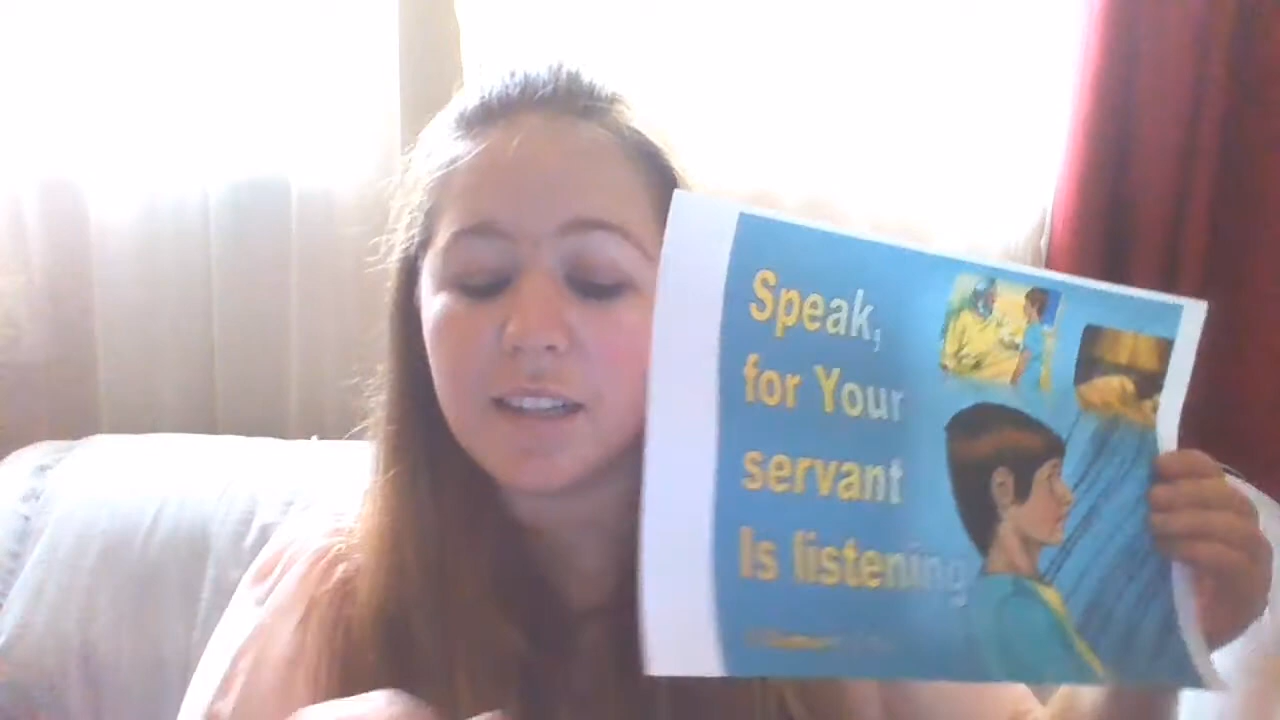 Speak,
for Your
servant
Is listening